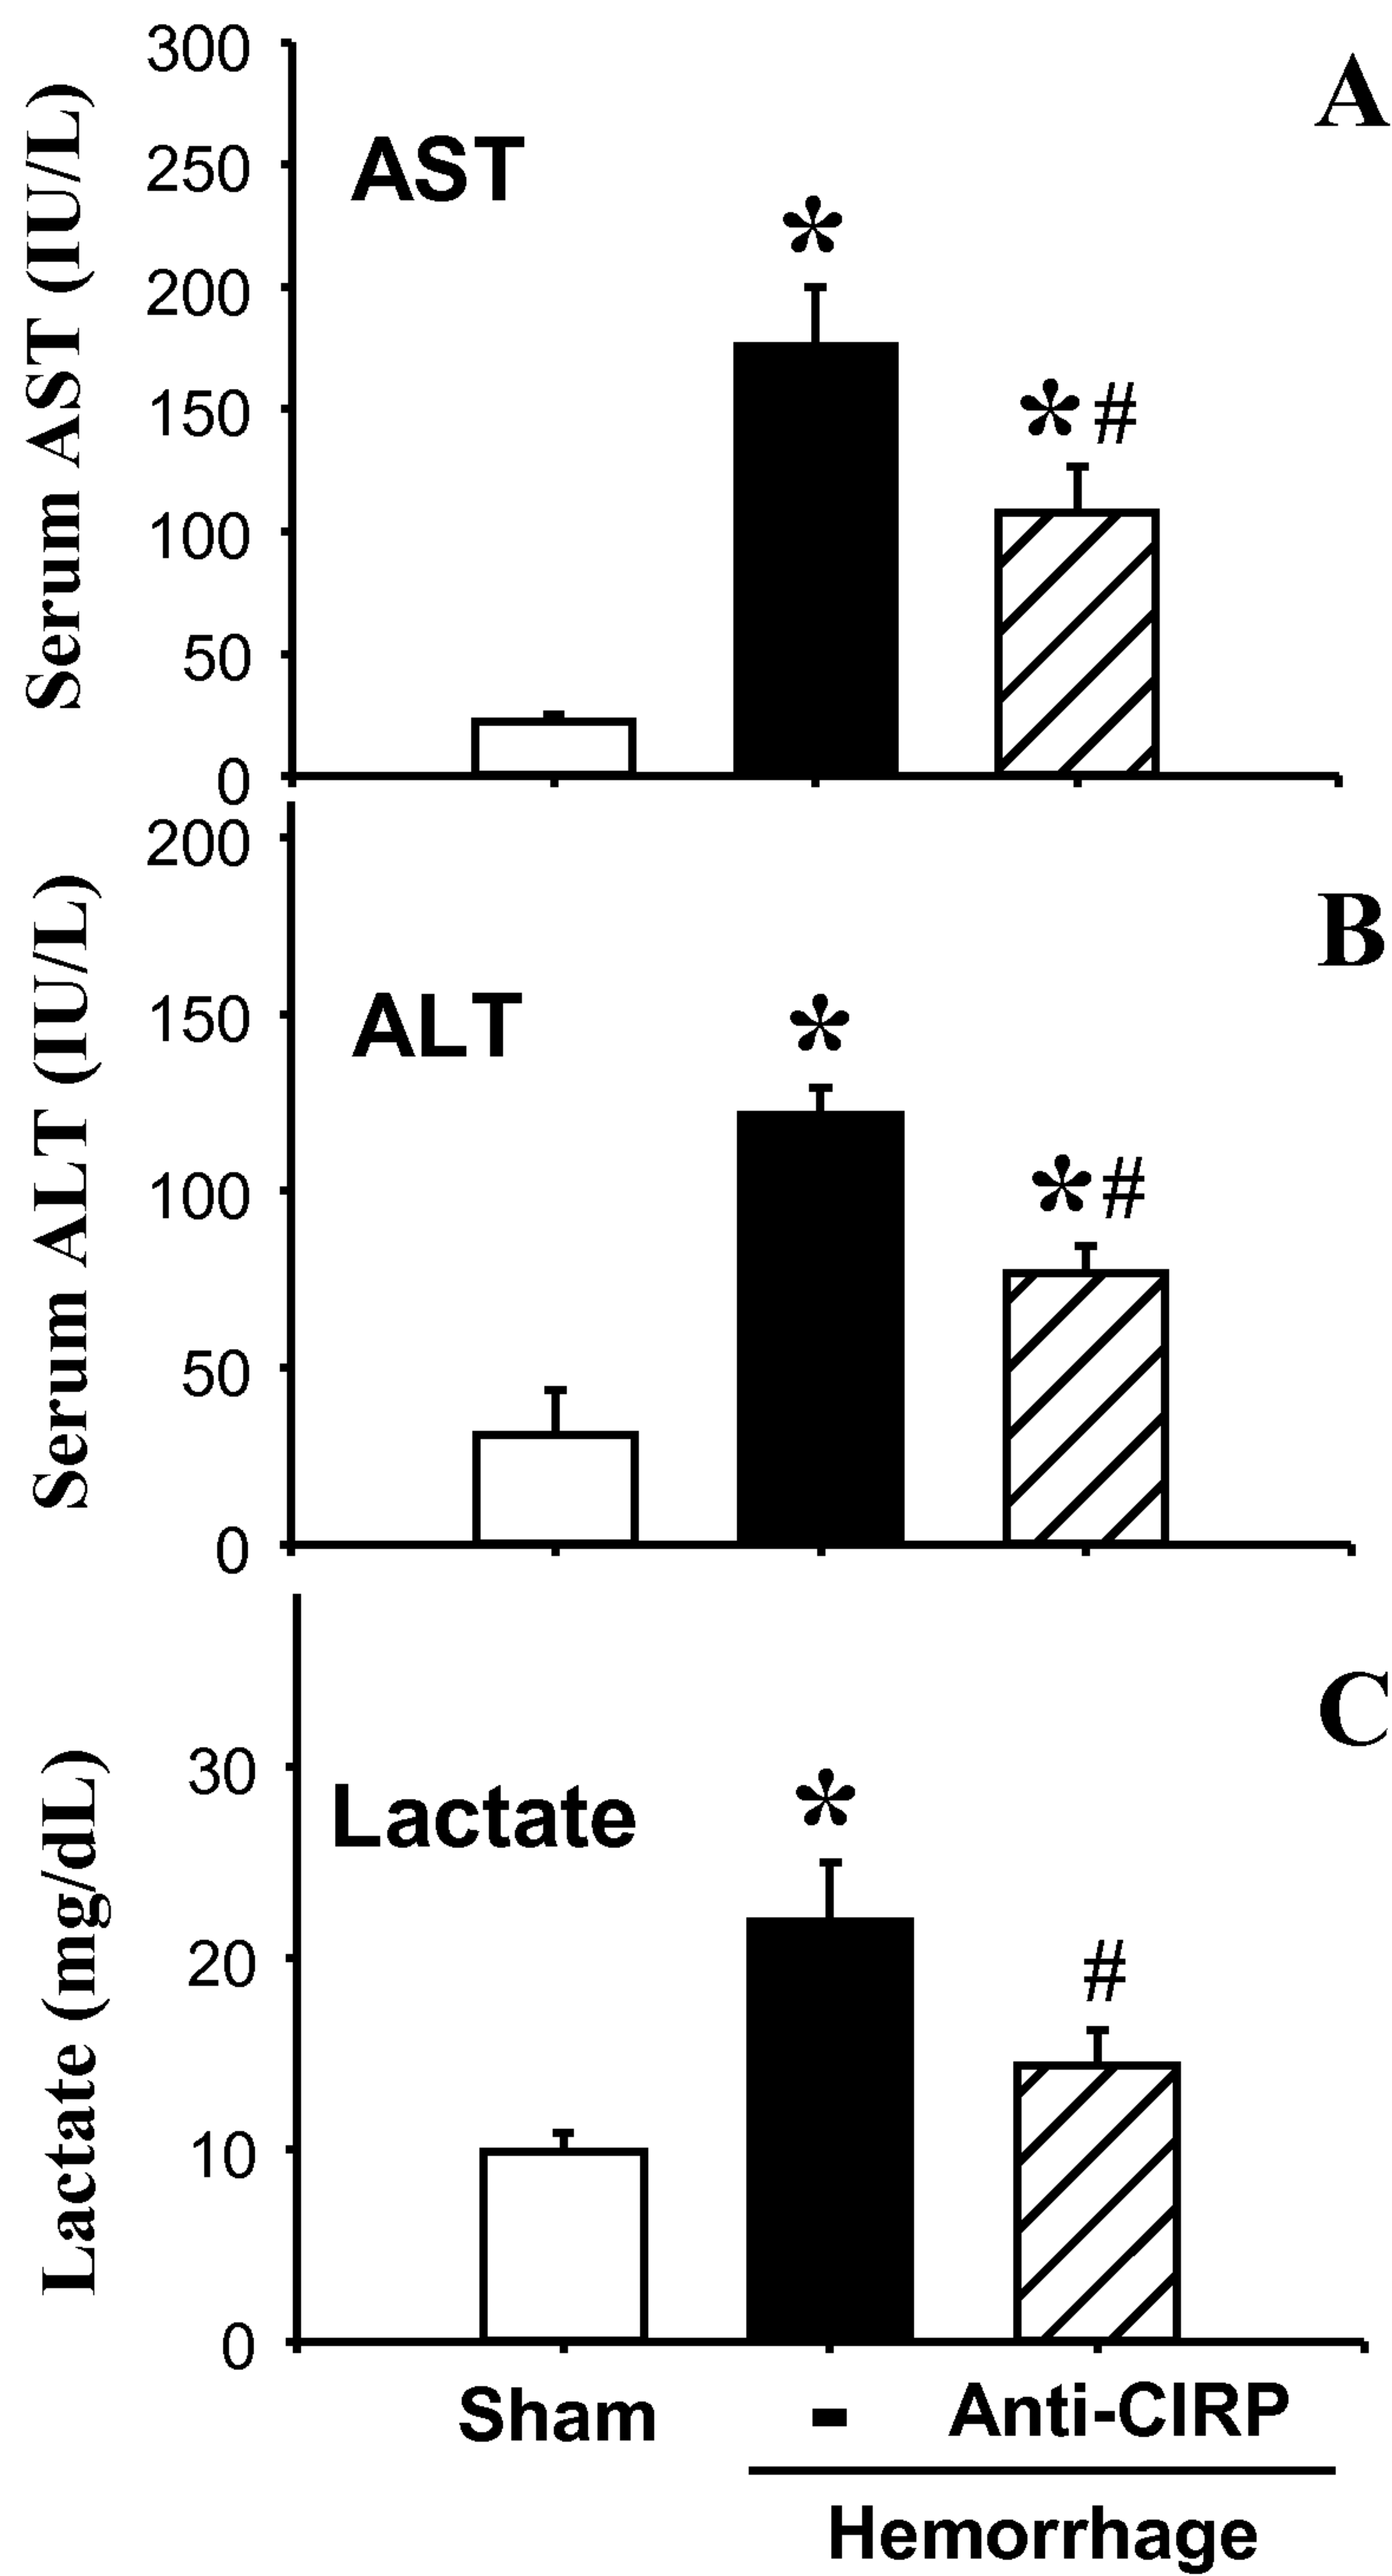 A
Serum AST (IU/L)
AST
300
250
200
150
100
50
0
*
*#
B
Serum ALT (IU/L)
ALT
200
150
100
50
0
*
*#
C
Lactate (mg/dL)
Lactate
30
20
10
0
*
#
Sham
-
Anti-CIRP
Hemorrhage